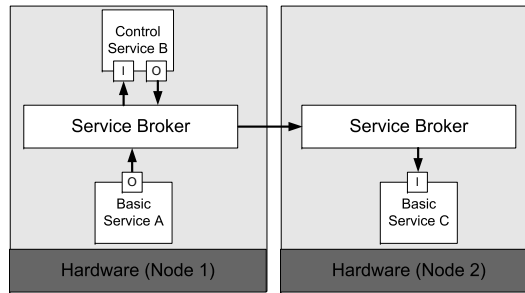 Control
Service B
I O
Service Broker
Service Broker
O
I
Basic
Service A
Basic
Service C
Hardware (Node 1)
Hardware (Node 2)